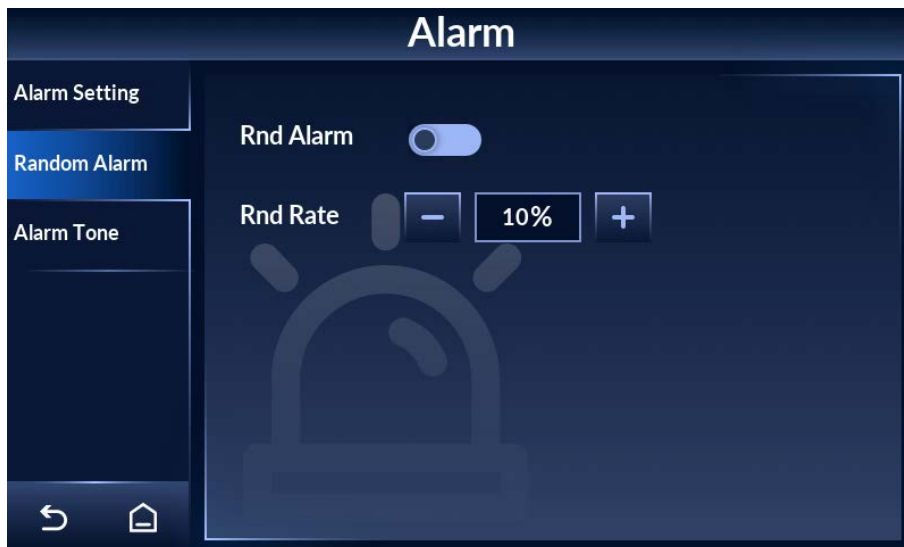 Alarm
Alarm Setting
Random Alarm
Alarm Tone
Rnd Alarm
Rnd Rate
10%